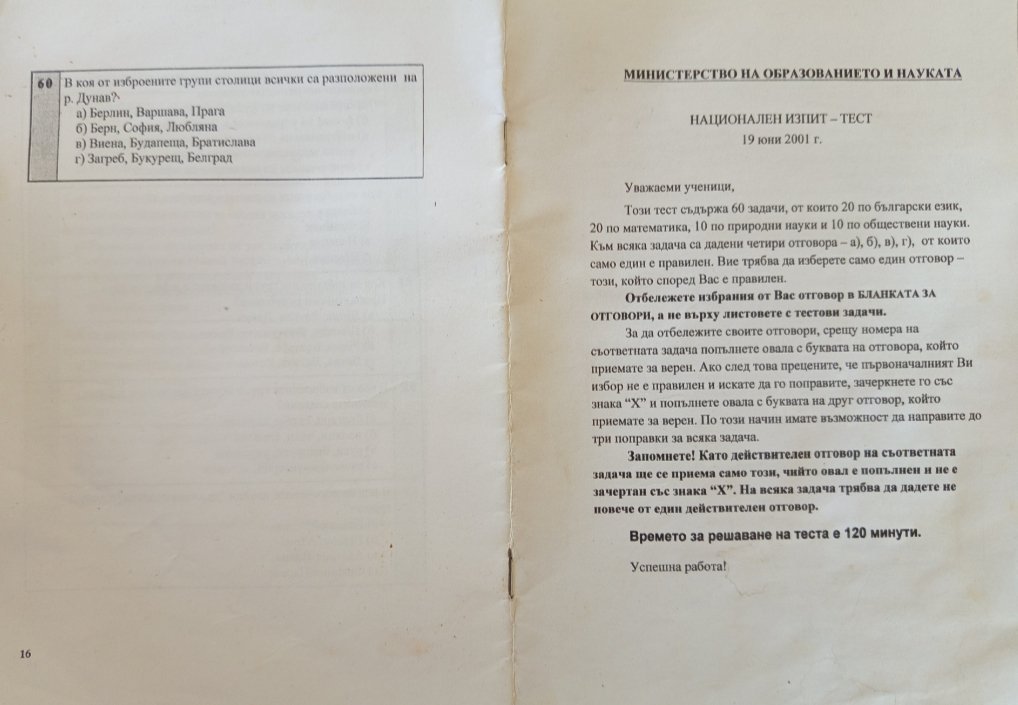 60
В коя от изброените групи столици всички са разположени на
р. Дунав?
а) Берлин, Варшава, Прага
б) Берн, София, Любляна
в) Виена, Будапеща, Братислава
г) Загреб, Букурещ, Белград
16
МИНИСТЕРСТВО НА ОБРАЗОВАНИЕТО И НАУКАТА
НАЦИОНАЛЕН ИЗПИТ – ТЕСТ
19 юни 2001 г.
Уважаеми ученици,
Този тест съдържа 60 задачи, от които 20 по български език,
20 по математика, 10 по природни науки и 10 по обществени науки.
Към всяка задача са дадени четири отговора – а), б), в), г), от които
само един е правилен. Вие трябва да изберете само един отговор –
този, който според Вас е правилен.
Отбележете избрания от Вас отговор в БЛАНКАТА ЗА
ОТГОВОРИ, а не върху листовете с тестови задачи.
За да отбележите своите отговори, срещу номера на
съответната задача попълнете овала с буквата на отговора, който
приемате за верен. Ако след това прецените, че първоначалният Ви
избор не е правилен и искате да го поправите, зачеркнете го със
знака “X” и попълнете овала с буквата на друг отговор, който
приемате за верен. По този начин имате възможност да направите до
три поправки за всяка задача.
Запомнете! Като действителен отговор на съответната
задача ще се приема само този, чийто овал е попълнен и не е
зачертан със знака “X”. На всяка задача трябва да дадете не
повече от един действителен отговор.
Времето за решаване на теста е 120 минути.
Успешна работа!